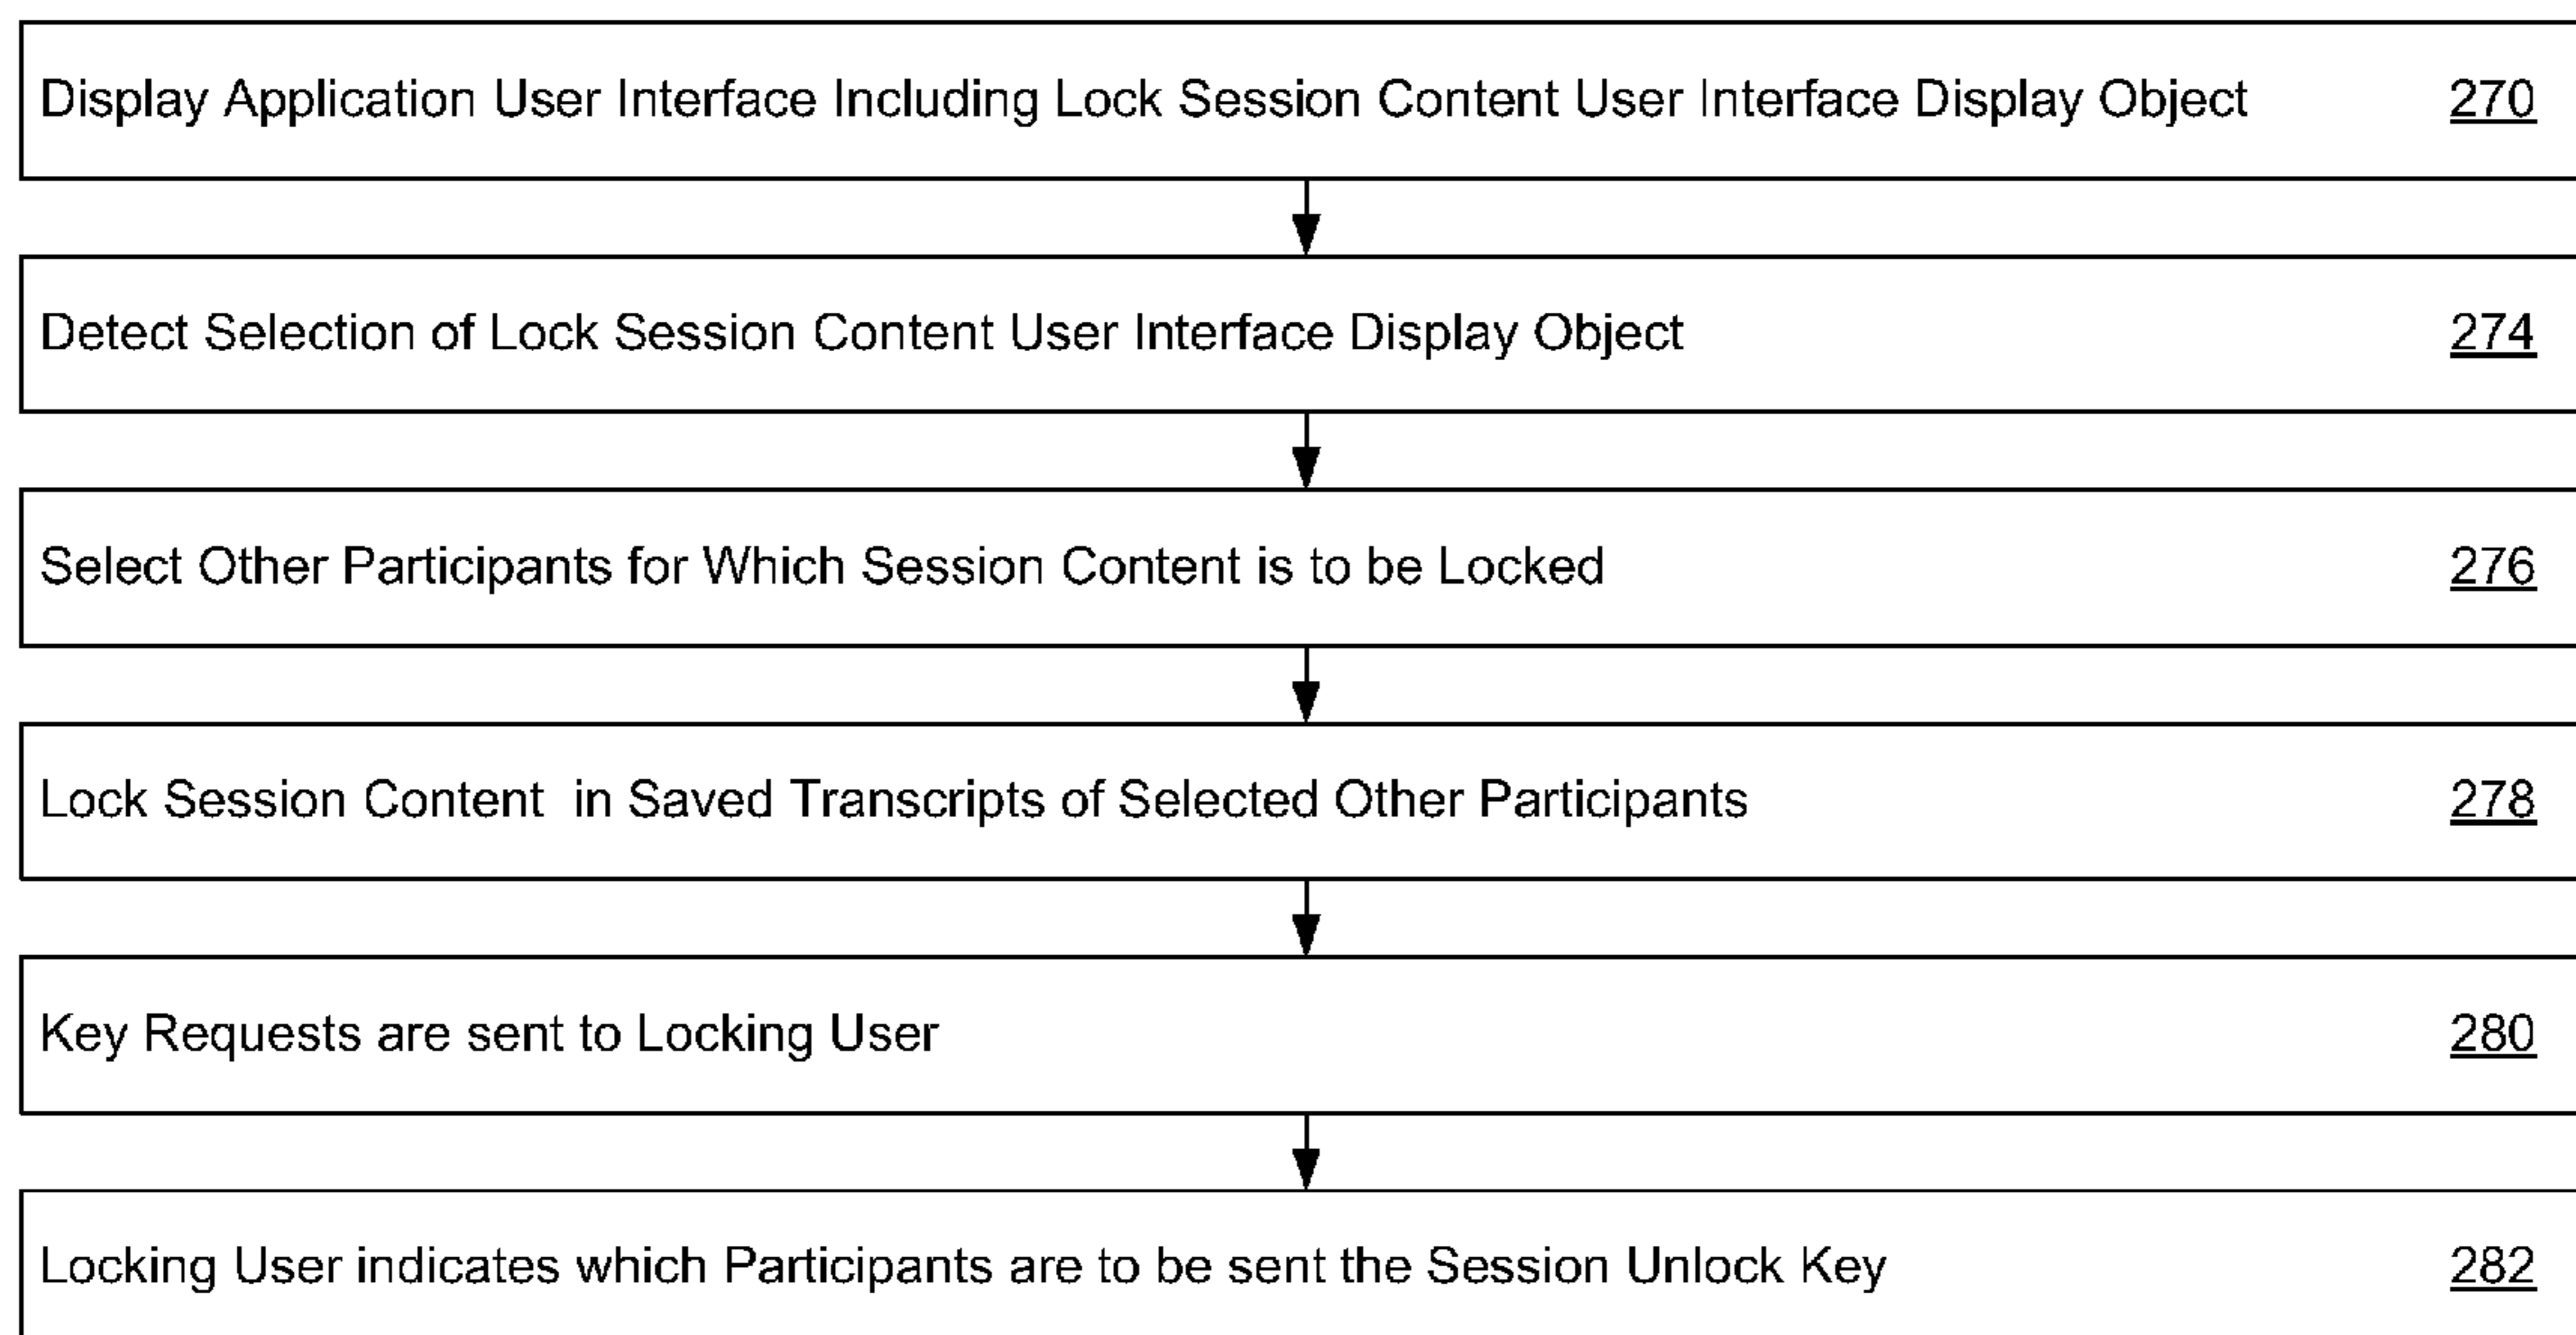 Display Application User Interface Including Lock Session Content User Interface Display Object 270
Detect Selection of Lock Session Content User Interface Display Object 274
Select Other Participants for Which Session Content is to be Locked 276
Lock Session Content  in Saved Transcripts of Selected Other Participants 278
Key Requests are sent to Locking User 280
Locking User indicates which Participants are to be sent the Session Unlock Key 282